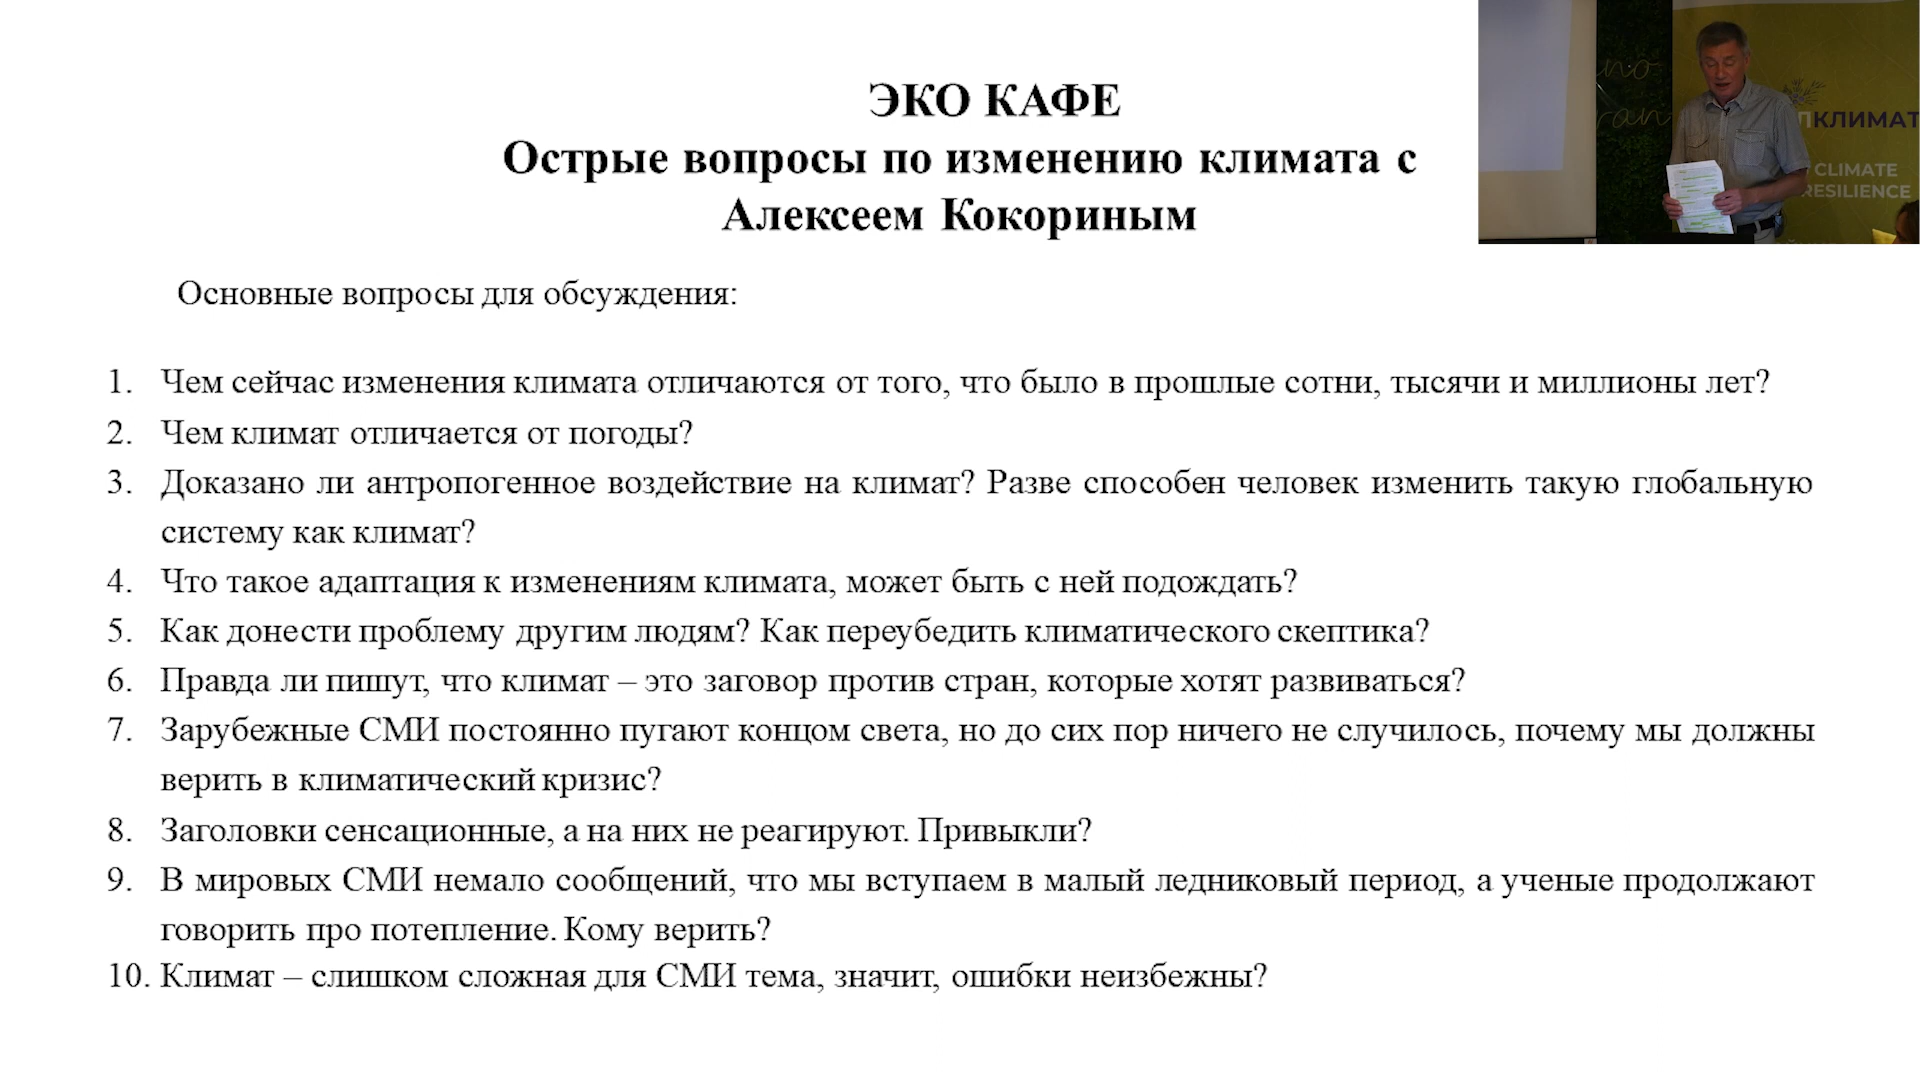 ЭКО КАФЕ
Острые вопросы по изменению климата с
Алексеем Кокориным
Основные вопросы для обсуждения:
1. Чем сейчас изменения климата отличаются от того, что было в прошлые сотни, тысячи и миллионы лет?
2. Чем климат отличается от погоды?
3. Доказано ли антропогенное воздействие на климат? Разве способен человек изменить такую глобальную
систему как климат?
4. Что такое адаптация к изменениям климата, может быть с ней подождать?
5. Как донести проблему другим людям? Как переубедить климатического скептика?
6. Правда ли пишут, что климат – это заговор против стран, которые хотят развиваться?
7. Зарубежные СМИ постоянно пугают концом света, но до сих пор ничего не случилось, почему мы должны
верить в климатический кризис?
8. Заголовки сенсационные, а на них не реагируют. Привыкли?
9. В мировых СМИ немало сообщений, что мы вступаем в малый ледниковый период, а ученые продолжают
говорить про потепление. Кому верить?
10. Климат – слишком сложная для СМИ тема, значит, ошибки неизбежны?
КЛИМАТ
CLIMATE
RESILIENCE